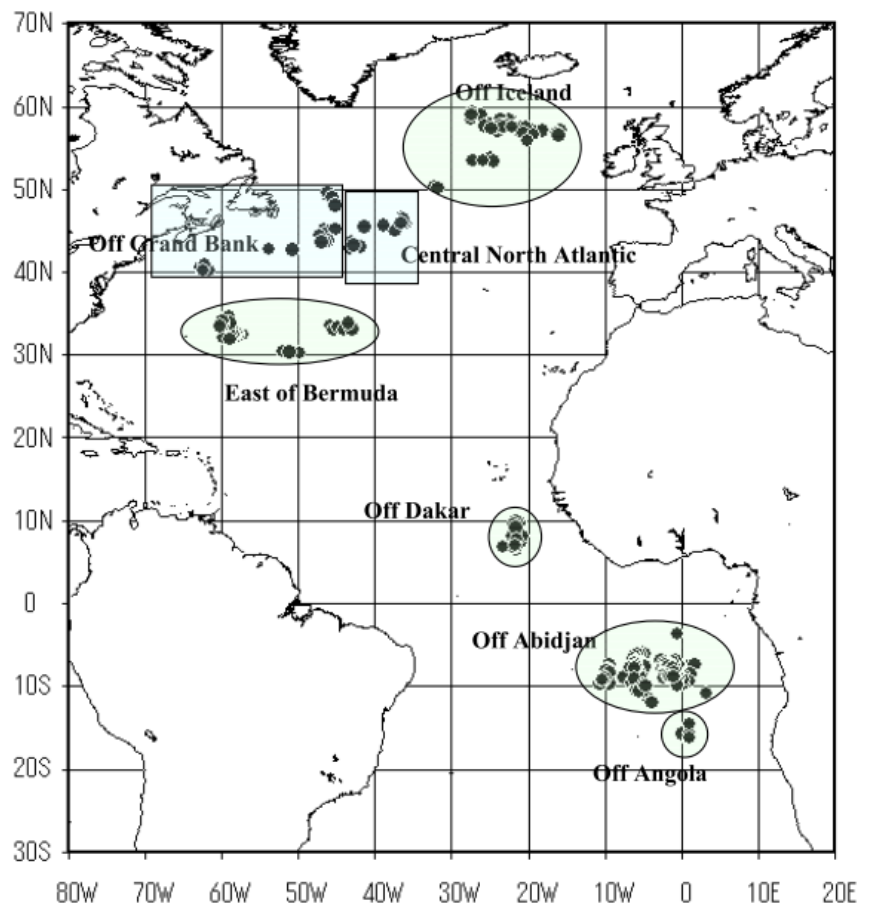 70N
60N
Off Iceland
50N
Off Grand Bank
Central North Atlantic
40N
30N
East of Bermuda
20N
Off Dakar
10N
0
Off Abidjan
10S
20S
Off Angola
30S
80W 70W 60W 50W 40W 30W 20W 10W 0 10E 20E